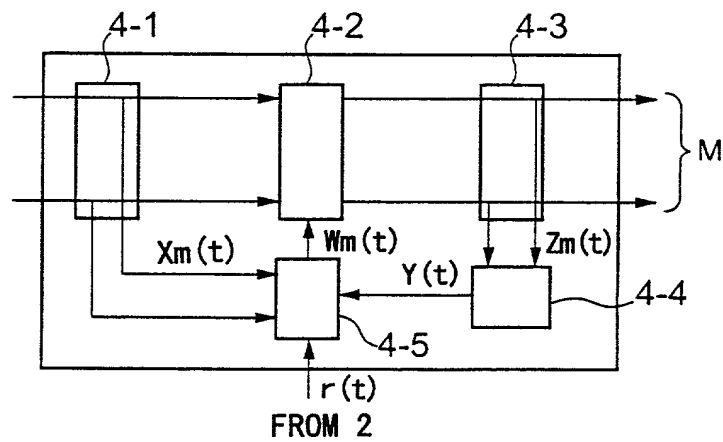 4-1
4-2
4-3
M
Xm(t)
Wm(t)
Zm(t)
Y(t)
4-4
4-5
r(t)
FROM 2